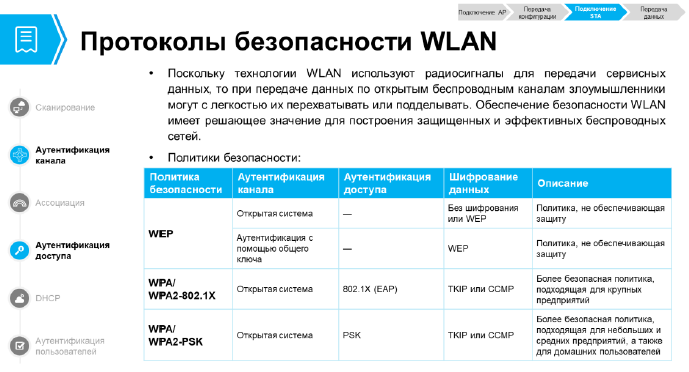 Подключение AP
Передача
конфигурации
Подключение
STA
Передача
данных
Протоколы безопасности WLAN
• Поскольку технологии WLAN используют радиосигналы для передачи сервисных
данных, то при передаче данных по открытым беспроводным каналам злоумышленники
могут с легкостью их перехватывать или подделывать. Обеспечение безопасности WLAN
имеет решающее значение для построения защищенных и эффективных беспроводных
сетей.
• Политики безопасности:
Сканирование
Аутентификация
канала
Ассоциация
Аутентификация
доступа
DHCP
Аутентификация
пользователей
Политика
безопасности
Аутентификация
канала
Аутентификация
доступа
Шифрование
данных
Описание
WEP
Открытая система
—
Без шифрования
или WEP
Политика, не обеспечивающая
защиту
Аутентификация с
помощью общего
ключа
—
WEP
Политика, не обеспечивающая
защиту
WPA/
WPA2-802.1X
Открытая система
802.1X (EAP)
TKIP или CCMP
Более безопасная политика,
подходящая для крупных
предприятий
WPA/
WPA2-PSK
Открытая система
PSK
TKIP или CCMP
Более безопасная политика,
подходящая для небольших и
средних предприятий, а также
для домашних пользователей